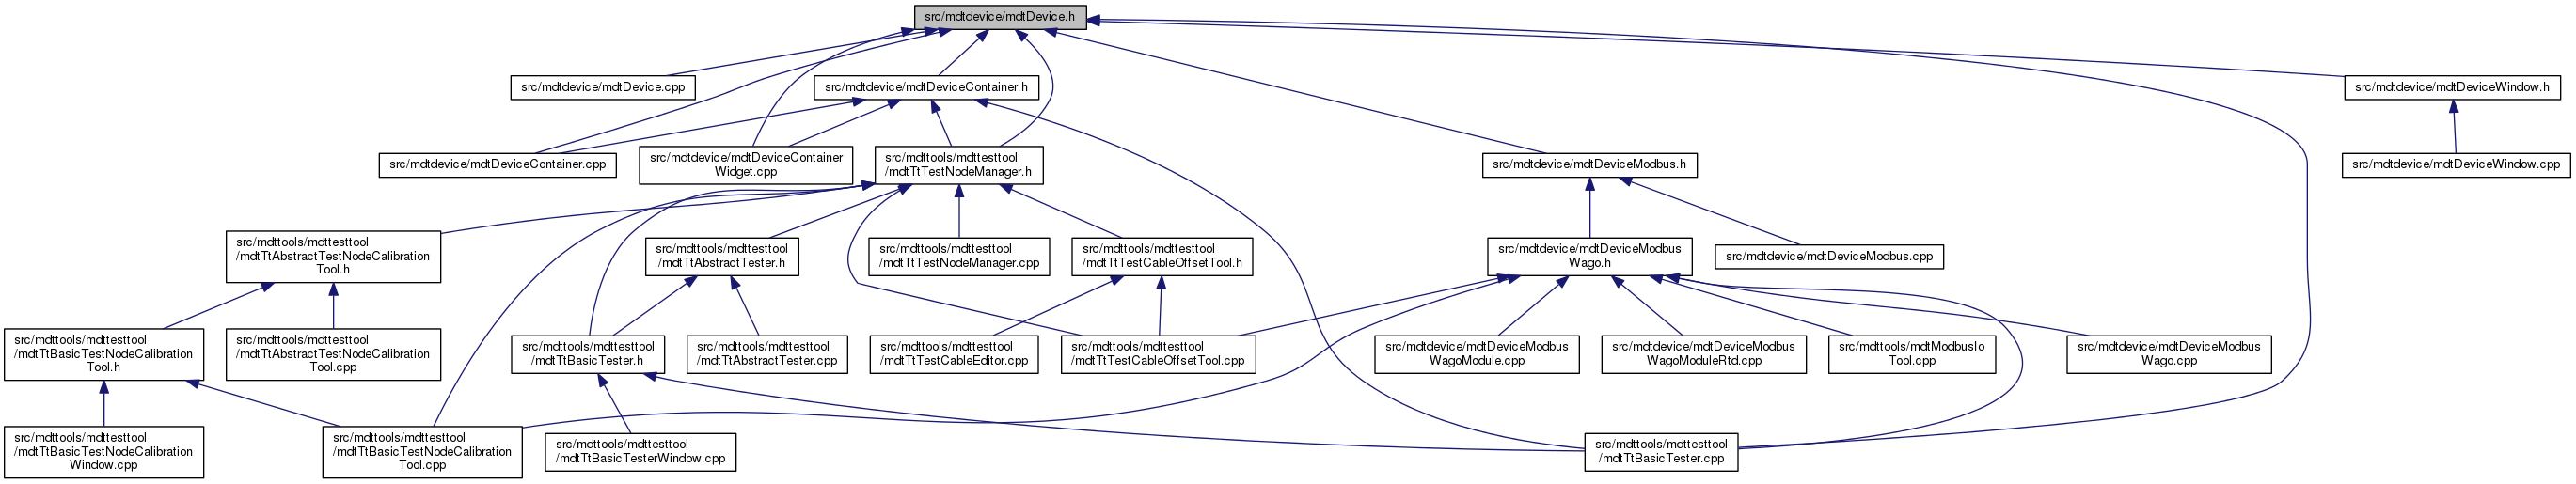 src/mdtdevice/mdtDevice.h
src/mdtdevice/mdtDevice.cpp
src/mdtdevice/mdtDeviceContainer.h
src/mdtdevice/mdtDeviceWindow.h
src/mdtdevice/mdtDeviceContainer.cpp
src/mdtdevice/mdtDeviceContainer
Widget.cpp
src/mdttools/mdttesttool
/mdtTtTestNodeManager.h
src/mdtdevice/mdtDeviceModbus.h
src/mdtdevice/mdtDeviceWindow.cpp
src/mdttools/mdttesttool
/mdtTtAbstractTestNodeCalibration
Tool.h
src/mdttools/mdttesttool
/mdtTtAbstractTester.h
src/mdttools/mdttesttool
/mdtTtTestNodeManager.cpp
src/mdttools/mdttesttool
/mdtTtTestCableOffsetTool.h
src/mdtdevice/mdtDeviceModbus
Wago.h
src/mdtdevice/mdtDeviceModbus.cpp
src/mdttools/mdttesttool
/mdtTtBasicTestNodeCalibration
Tool.h
src/mdttools/mdttesttool
/mdtTtAbstractTestNodeCalibration
Tool.cpp
src/mdttools/mdttesttool
/mdtTtBasicTester.h
src/mdttools/mdttesttool
/mdtTtAbstractTester.cpp
src/mdttools/mdttesttool
/mdtTtTestCableEditor.cpp
src/mdttools/mdttesttool
/mdtTtTestCableOffsetTool.cpp
src/mdtdevice/mdtDeviceModbus
WagoModule.cpp
src/mdtdevice/mdtDeviceModbus
WagoModuleRtd.cpp
src/mdttools/mdtModbusIo
Tool.cpp
src/mdtdevice/mdtDeviceModbus
Wago.cpp
src/mdttools/mdttesttool
/mdtTtBasicTestNodeCalibration
Window.cpp
src/mdttools/mdttesttool
/mdtTtBasicTestNodeCalibration
Tool.cpp
src/mdttools/mdttesttool
/mdtTtBasicTesterWindow.cpp
src/mdttools/mdttesttool
/mdtTtBasicTester.cpp